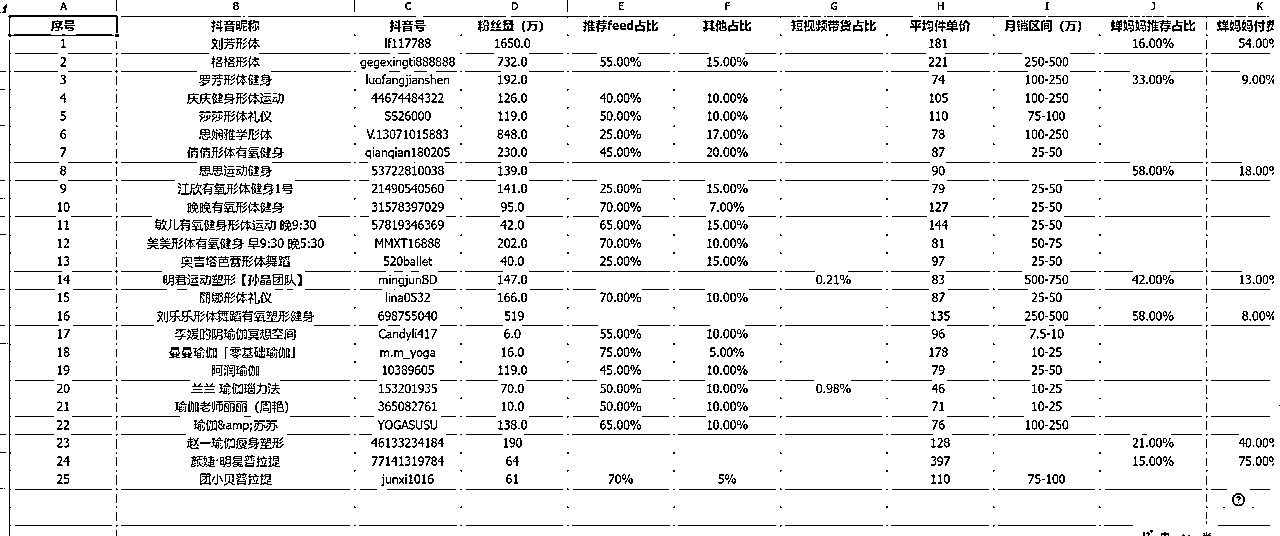 A B C D E F G H I J K
序号 抖音昵称 抖音号 粉丝量（万） 推荐feed占比 其他占比 短视频带货占比 平均件单价 月销区间（万） 蝉妈妈推荐占比 蝉妈妈付费
1 刘芳形体 lf117788 1650.0 181 16.00% 54.00%
2 格格形体 gegexingti888888 732.0 55.00% 15.00% 221 250-500
3 罗芳形体健身 luofangjianshen 192.0 74 100-250 33.00% 9.00%
4 庆庆健身形体运动 44674484322 126.0 40.00% 10.00% 105 100-250
5 莎莎形体礼仪 SS26000 119.0 50.00% 10.00% 110 75-100
6 思娴雅学形体 V.13071015883 848.0 25.00% 17.00% 78 100-250
7 倩倩形体有氧健身 qianqian180205 230.0 45.00% 20.00% 87 25-50
8 思思运动健身 53722810038 139.0 90 58.00% 18.00%
9 江欣有氧形体健身1号 21490540560 141.0 25.00% 15.00% 79 25-50
10 晚晚有氧形体健身 31578397029 95.0 70.00% 7.00% 127 25-50
11 敏儿有氧健身形体运动 晚9:30 57819346369 42.0 65.00% 15.00% 144 25-50
12 美美形体有氧健身 早9:30 晚5:30 MMXT16888 202.0 70.00% 10.00% 81 50-75
13 奥吉塔芭蕾形体舞蹈 520ballet 40.0 25.00% 15.00% 97 25-50
14 明君运动塑形【孙晶团队】 mingjunBD 147.0 0.21% 83 500-750 42.00% 13.00%
15 丽娜形体礼仪 lina0532 166.0 70.00% 10.00% 87 25-50
16 刘乐乐形体舞蹈有氧塑形健身 698755040 519 135 250-500 58.00% 8.00%
17 李媛的阴瑜伽冥想空间 Candyli417 6.0 55.00% 10.00% 96 7.5-10
18 曼曼瑜伽「零基础瑜伽」 m.m_yoga 16.0 75.00% 5.00% 178 10-25
19 阿润瑜伽 10389605 119.0 45.00% 10.00% 79 25-50
20 兰兰 瑜伽瑙力法 153201935 70.0 50.00% 10.00% 0.98% 46 10-25
21 瑜伽老师丽丽（周艳） 365082761 10.0 50.00% 10.00% 71 10-25
22 瑜伽&amp;苏苏 YOGASUSU 138.0 65.00% 10.00% 76 100-250
23 赵一瑜伽瘦身塑形 46133234184 190 128 21.00% 40.00%
24 颜婕·明星普拉提 77141319784 64 397 15.00% 75.00%
25 团小贝普拉提 junxi1016 61 70% 5% 110 75-100